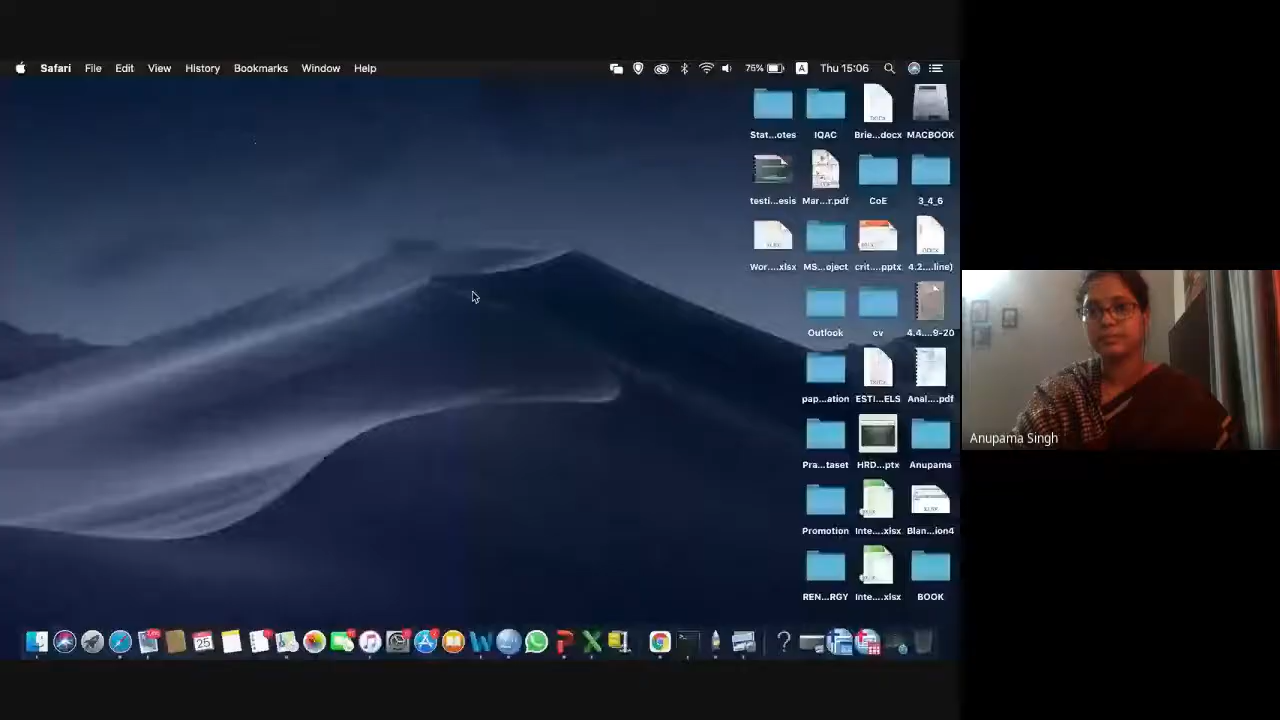 Safari File Edit View History Bookmarks Window Help 75% A Thu 15:06
Stat...otes IQAC Brie...docx MACBOOK
testi...esis Mar...r.pdf CoE 3_4_6
Wor...xlsx MS...oject crit....pptx 4.2....line)
Outlook cv 4.4....9-20
pap...ation ESTI...ELS Anal....pdf
Pra...taset HRD...ptx Anupama
Promotion Inte....xlsx Blan...ion4
REN...RGY Inte....xlsx BOOK
Anupama Singh
25